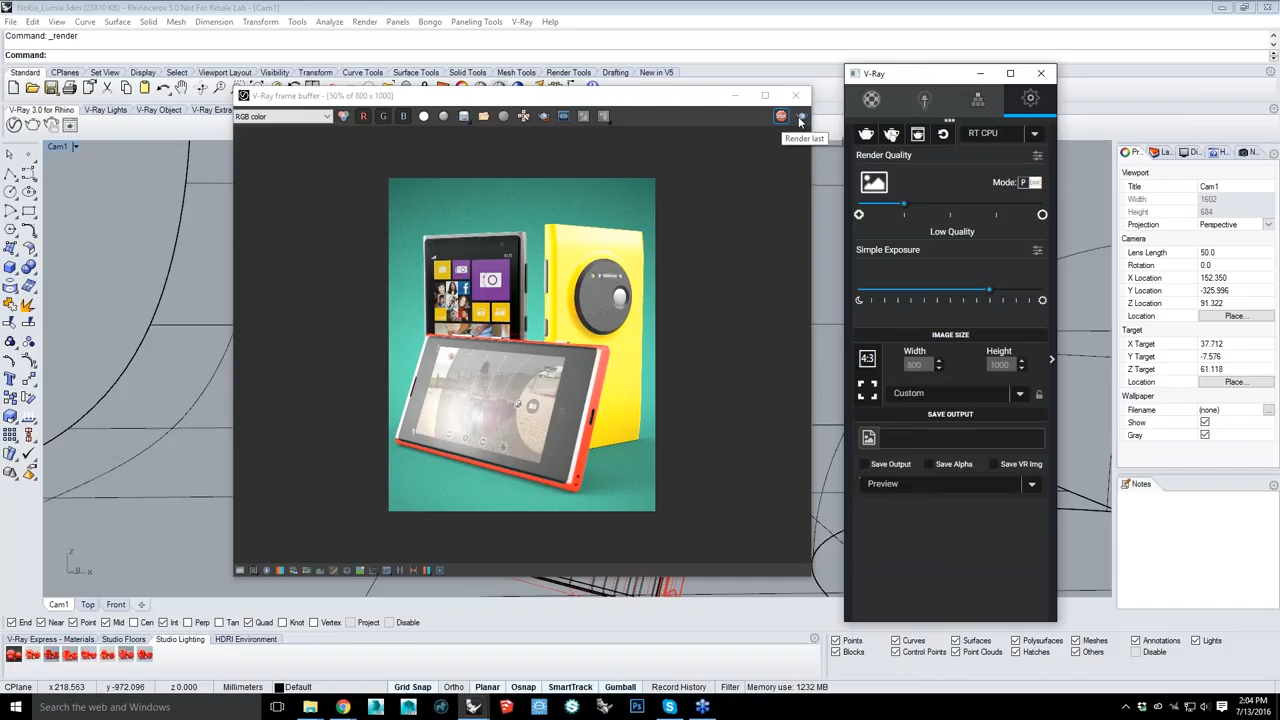 Nokia_Lumia.3dm (23810 KB) - Rhinoceros 5.0 Not For Resale Lab - [Cam1]
File Edit View Curve Surface Solid Mesh Dimension Transform Tools Analyze Render Panels Bongo Paneling Tools V-Ray Help
Command: _render
Command:
Standard CPlanes Set View Display Select Viewport Layout Visibility Transform Curve Tools Surface Tools Solid Tools Mesh Tools Render Tools Drafting New in V5
V-Ray 3.0 for Rhino V-Ray Lights V-Ray Object V-Ray Extra
V-Ray frame buffer - [50% of 800 x 1000]
RGB color
R G B
Render last
Cam1
V-Ray
RT CPU
Render Quality
Mode: P DMC
Low Quality
Simple Exposure
IMAGE SIZE
4:3
Width Height
800 1000
Custom
SAVE OUTPUT
Save Output Save Alpha Save VR Img
Preview
Pr... La... Di... H... N...
Viewport
Title Cam1
Width 1602
Height 684
Projection Perspective
Camera
Lens Length 50.0
Rotation 0.0
X Location 152.350
Y Location -325.996
Z Location 91.322
Location Place...
Target
X Target 37.712
Y Target -7.576
Z Target 61.118
Location Place...
Wallpaper
Filename (none)
Show
Gray
Notes
z
x
Cam1 Top Front
End Near Point Mid Cen Int Perp Tan Quad Knot Vertex Project Disable
V-Ray Express - Materials Studio Floors Studio Lighting HDRI Environment
Points Curves Surfaces Polysurfaces Meshes Annotations Lights
Blocks Control Points Point Clouds Hatches Others Disable
CPlane x 218.563 y -972.096 z 0.000 Millimeters Default Grid Snap Ortho Planar Osnap SmartTrack Gumball Record History Filter Memory use: 1232 MB
Search the web and Windows
2:04 PM
7/13/2016